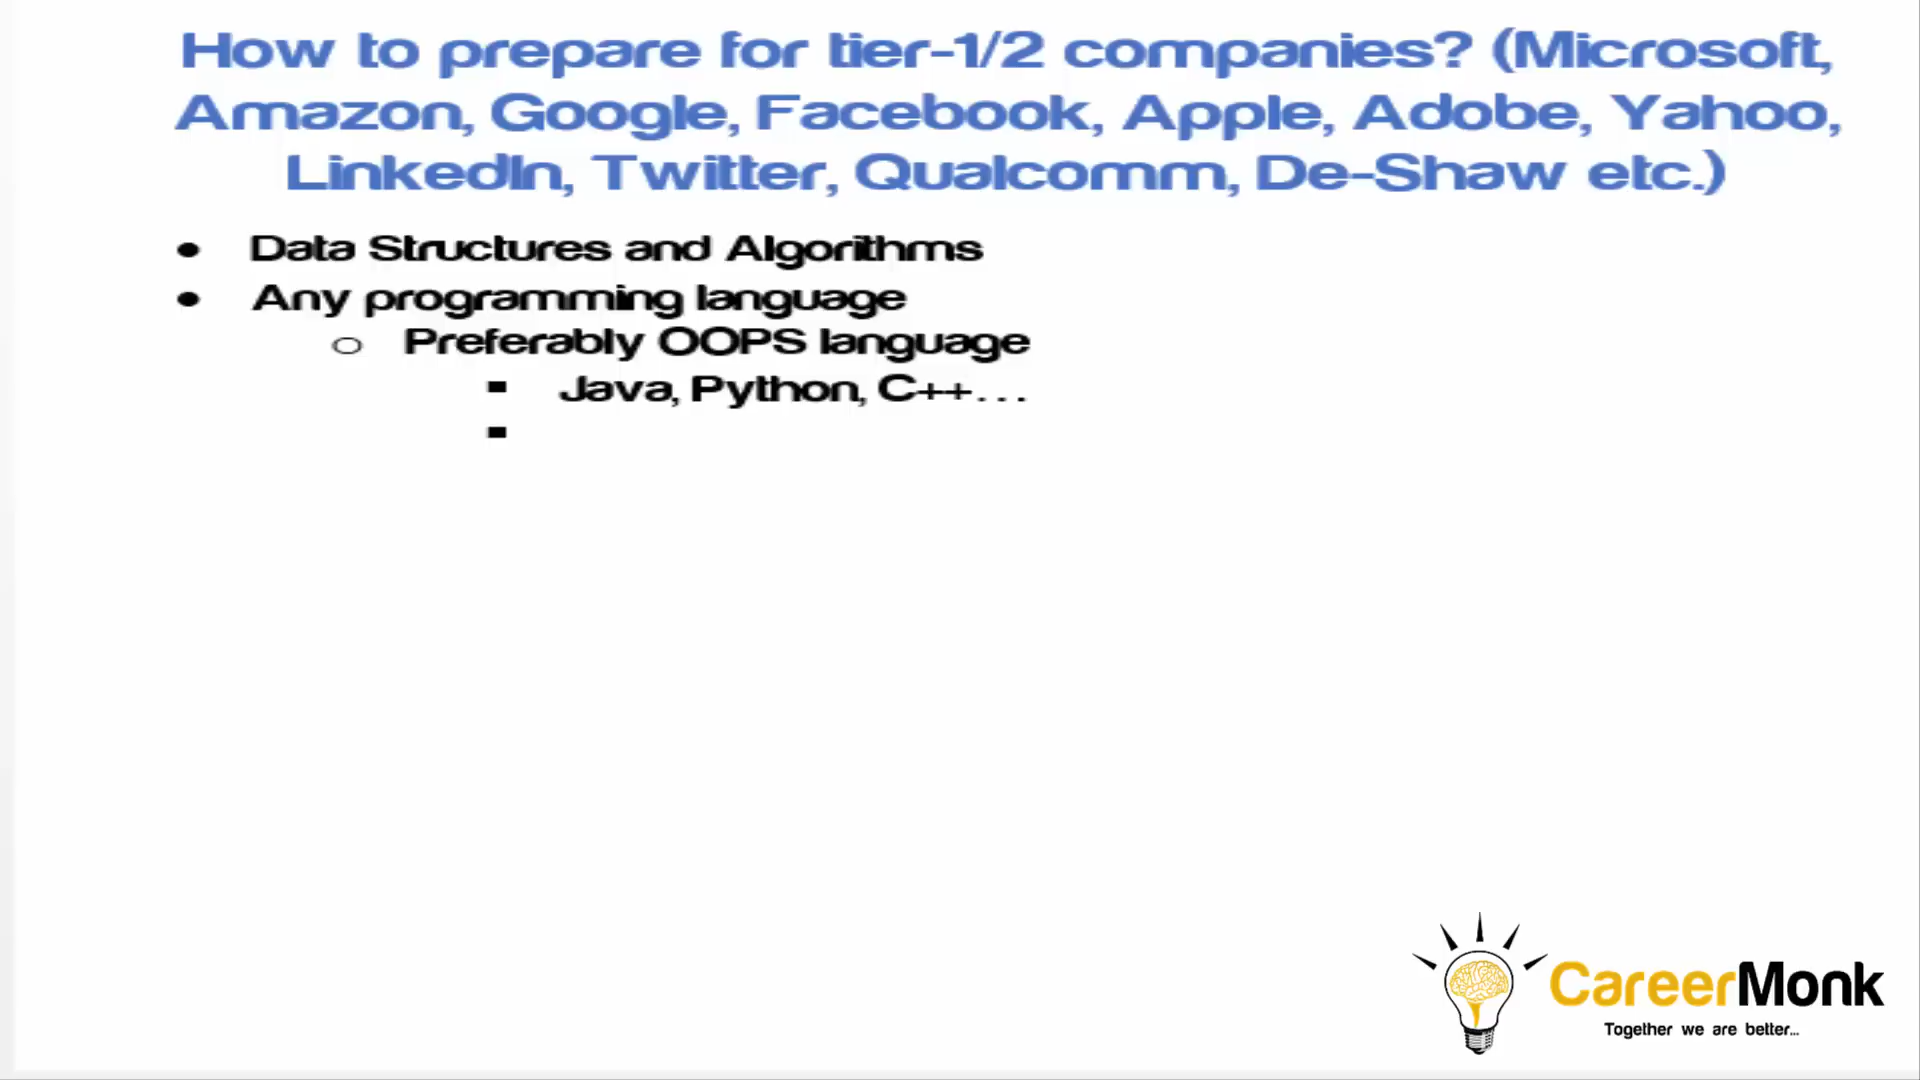 How to prepare for tier-1/2 companies? (Microsoft,
Amazon, Google, Facebook, Apple, Adobe, Yahoo,
LinkedIn, Twitter, Qualcomm, De-Shaw etc.)
• Data Structures and Algorithms
• Any programming language
○ Preferably OOPS language
▪ Java, Python, C++...
▪
CareerMonk
Together we are better...